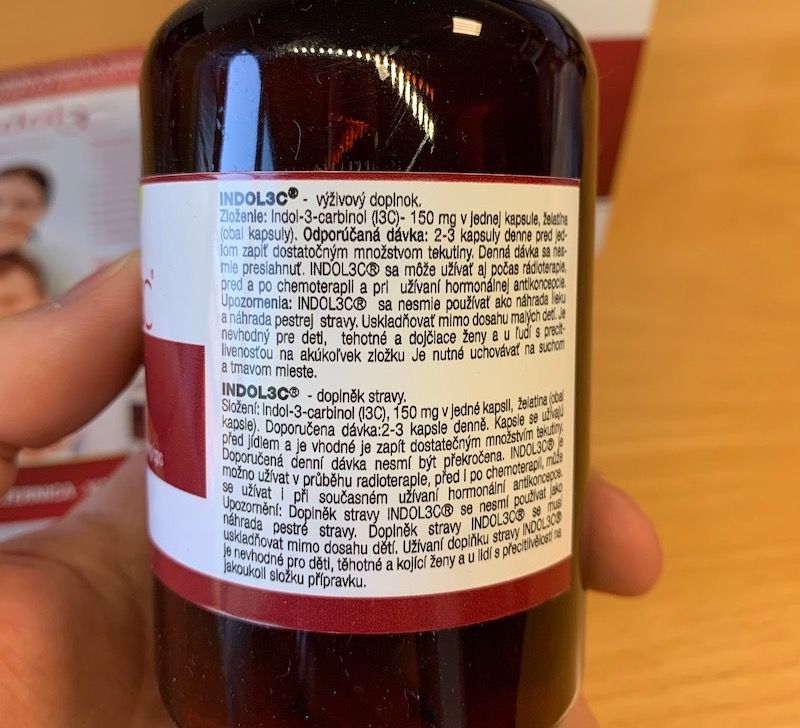 INDOL3C® - výživový doplnok.
Zloženie: Indol-3-carbinol (I3C)- 150 mg v jednej kapsule, želatína
(obal kapsuly). Odporúčaná dávka: 2-3 kapsuly denne pred jed-
lom zapiť dostatočným množstvom tekutiny. Denná dávka sa nes-
mie presiahnuť. INDOL3C® sa môže užívať aj počas rádioterapie,
pred a po chemoterapii a pri užívaní hormonálnej antikoncepcie.
Upozornenia: INDOL3C® sa nesmie používať ako náhrada lieku
a náhrada pestrej stravy. Uskladňovať mimo dosahu malých detí. Je
nevhodný pre deti, tehotné a dojčiace ženy a u ľudí s precit-
livenosťou na akúkoľvek zložku Je nutné uchovávať na suchom
a tmavom mieste.
INDOL3C® - doplněk stravy.
Složení: Indol-3-carbinol (I3C), 150 mg v jedné kapsli, želatina (obal
kapsle). Doporučena dávka:2-3 kapsle denně. Kapsle se užívají
před jídlem a je vhodné je zapít dostatečným množstvím tekutiny.
Doporučená denní dávka nesmí být překročena. INDOL3C® je
možno užívat v průběhu radioterapie, před i po chemoterapií, může
se užívat i při současném užívaní hormonální antikoncepce.
Upozornění: Doplněk stravy INDOL3C® se nesmí používat jako
náhrada pestré stravy. Doplněk stravy INDOL3C® se musí
uskladňovat mimo dosahu dětí. Užívaní doplňku stravy INDOL3C®
je nevhodné pro děti, těhotné a kojící ženy a u lidí s přecitlivělostí na
jakoukoli složku přípravku.